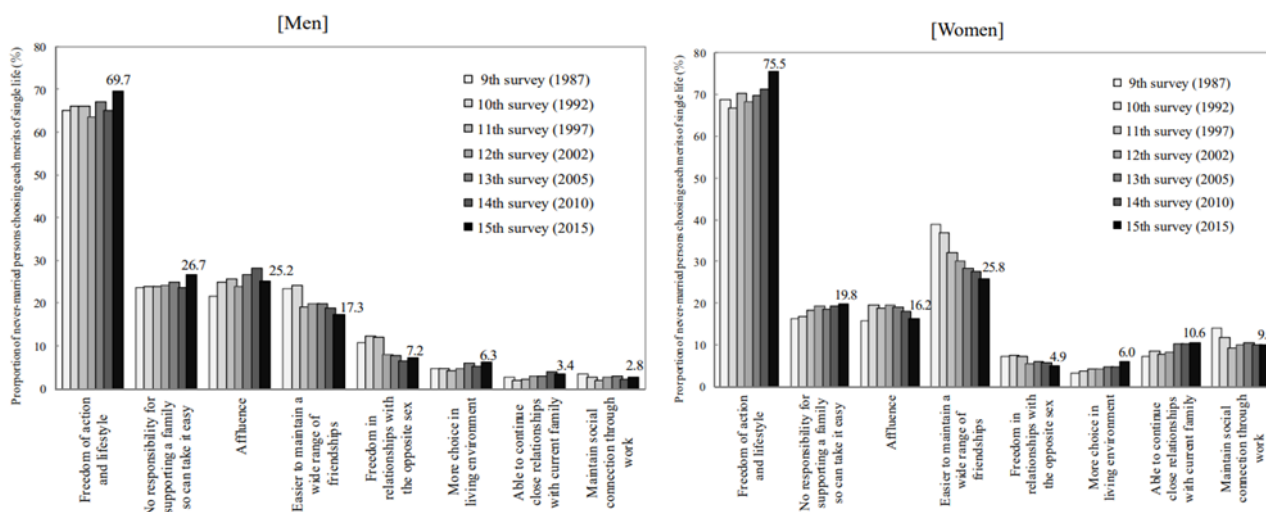 [Men]
Proportion of never-married persons choosing each merits of single life (%)
80
70
60
50
40
30
20
10
0
69.7
26.7
25.2
17.3
7.2
6.3
3.4
2.8
9th survey (1987)
10th survey (1992)
11th survey (1997)
12th survey (2002)
13th survey (2005)
14th survey (2010)
15th survey (2015)
Freedom of action
and lifestyle
No responsibility for
supporting a family
so can take it easy
Affluence
Easier to maintain a
wide range of
friendships
Freedom in
relationships with
the opposite sex
More choice in
living environment
Able to continue
close relationships
with current family
Maintain social
connection through
work
[Women]
Proportion of never-married persons choosing each merits of single life (%)
80
70
60
50
40
30
20
10
0
75.5
19.8
16.2
25.8
4.9
6.0
10.6
9.
9th survey (1987)
10th survey (1992)
11th survey (1997)
12th survey (2002)
13th survey (2005)
14th survey (2010)
15th survey (2015)
Freedom of action
and lifestyle
No responsibility for
supporting a family
so can take it easy
Affluence
Easier to maintain a
wide range of
friendships
Freedom in
relationships with
the opposite sex
More choice in
living environment
Able to continue
close relationships
with current family
Maintain social
connection through
work